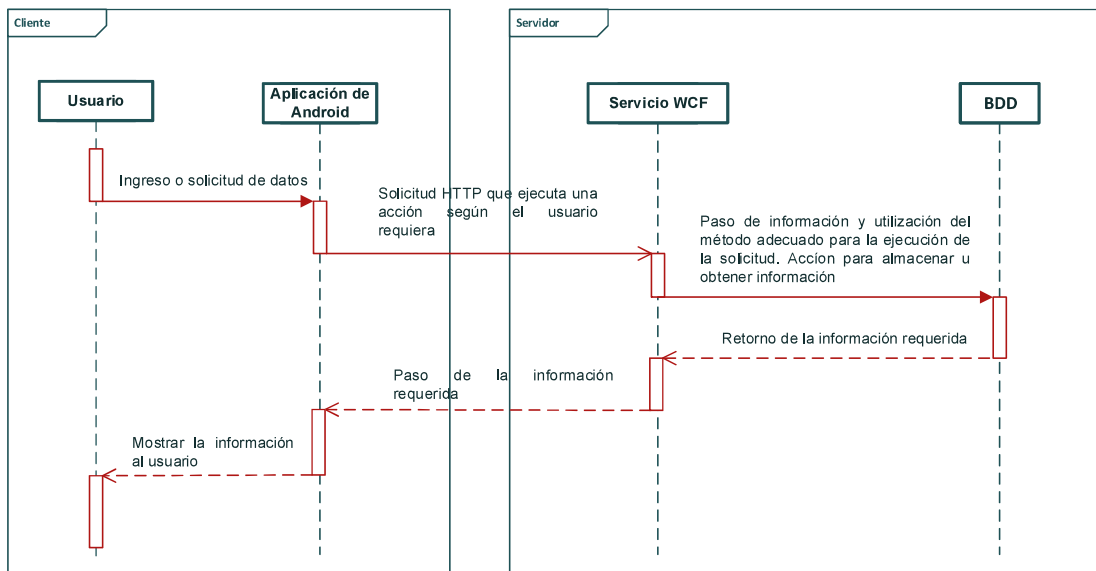 Cliente
Servidor
Usuario
Aplicación de
Android
Servicio WCF
BDD
Ingreso o solicitud de datos
Solicitud HTTP que ejecuta una
acción según el usuario
requiera
Paso de información y utilización del
método adecuado para la ejecución de
la solicitud. Accíon para almacenar u
obtener información
Retorno de la información requerida
Paso de la información
requerida
Mostrar la información
al usuario